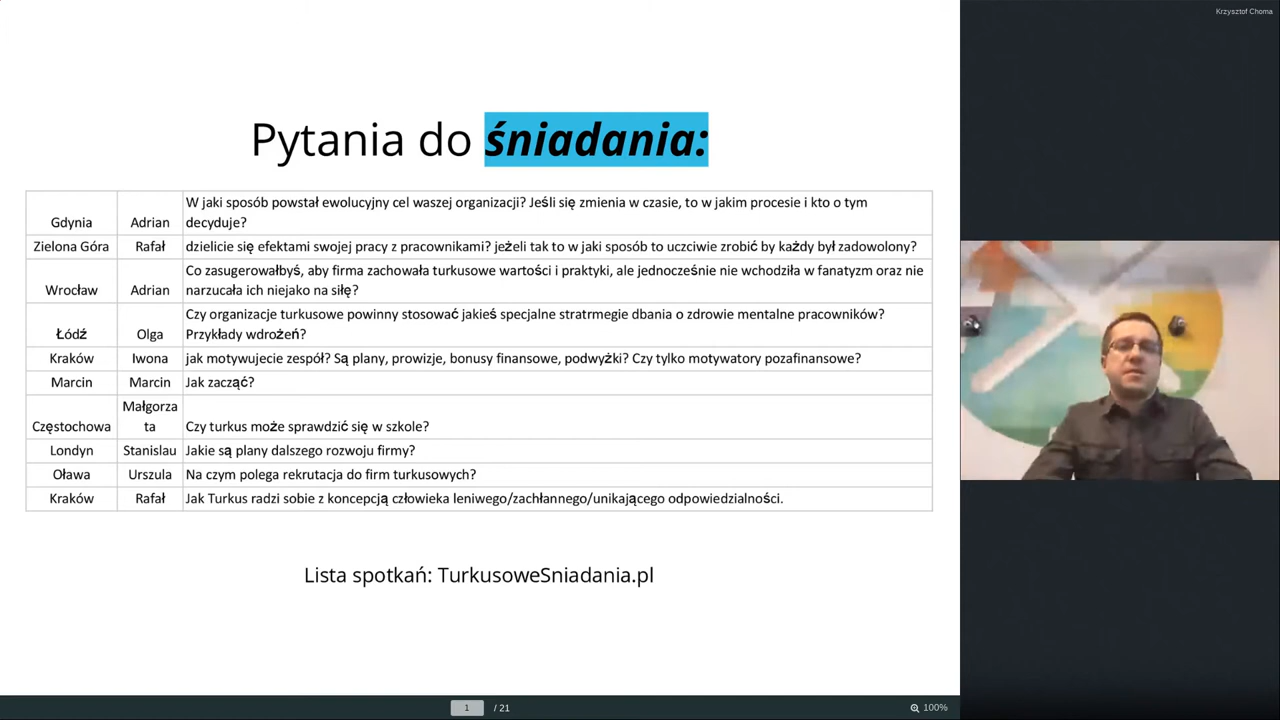 Krzysztof Choma
Pytania do śniadania:
Gdynia Adrian W jaki sposób powstał ewolucyjny cel waszej organizacji? Jeśli się zmienia w czasie, to w jakim procesie i kto o tym
decyduje?
Zielona Góra Rafał dzielicie się efektami swojej pracy z pracownikami? jeżeli tak to w jaki sposób to uczciwie zrobić by każdy był zadowolony?
Wrocław Adrian Co zasugerowałbyś, aby firma zachowała turkusowe wartości i praktyki, ale jednocześnie nie wchodziła w fanatyzm oraz nie
narzucała ich niejako na siłę?
Łódź Olga Czy organizacje turkusowe powinny stosować jakieś specjalne stratrmegie dbania o zdrowie mentalne pracowników?
Przykłady wdrożeń?
Kraków Iwona jak motywujecie zespół? Są plany, prowizje, bonusy finansowe, podwyżki? Czy tylko motywatory pozafinansowe?
Marcin Marcin Jak zacząć?
Małgorza
Częstochowa ta Czy turkus może sprawdzić się w szkole?
Londyn Stanislau Jakie są plany dalszego rozwoju firmy?
Oława Urszula Na czym polega rekrutacja do firm turkusowych?
Kraków Rafał Jak Turkus radzi sobie z koncepcją człowieka leniwego/zachłannego/unikającego odpowiedzialności.
Lista spotkań: TurkusoweSniadania.pl
1 / 21 100%